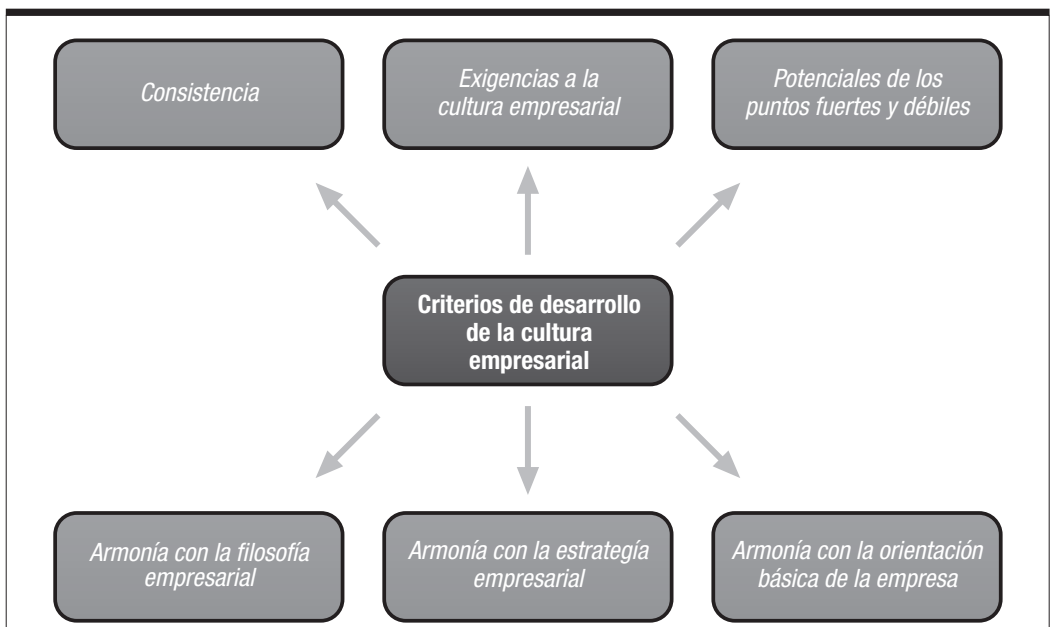 Consistencia
Exigencias a la
cultura empresarial
Potenciales de los
puntos fuertes y débiles
Criterios de desarrollo
de la cultura
empresarial
Armonía con la filosofía
empresarial
Armonía con la estrategía
empresarial
Armonía con la orientación
básica de la empresa